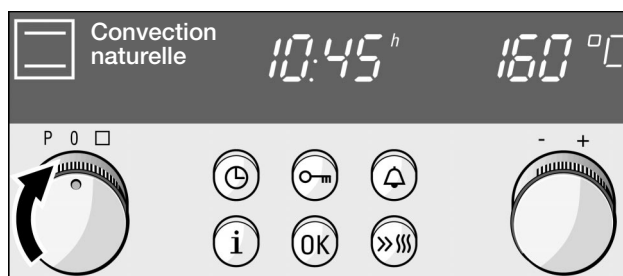 Convection
naturelle
10:45 h
160 °C
P 0
- +
i
OK